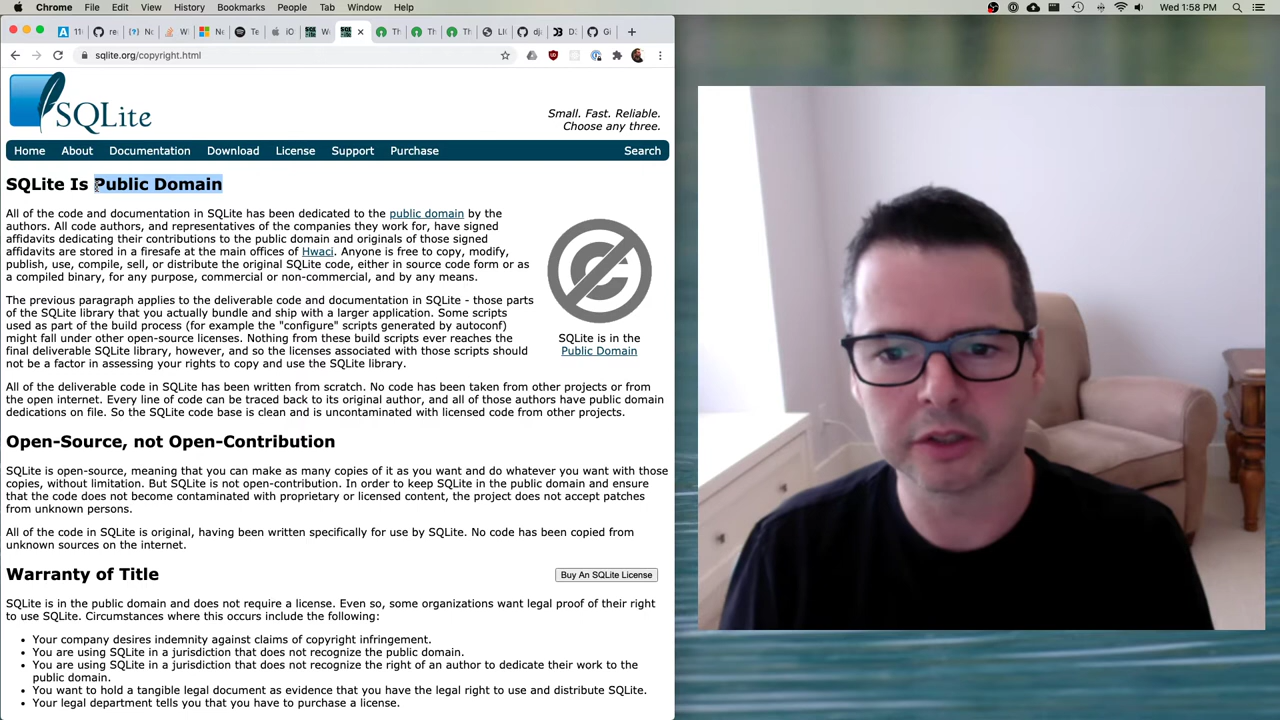 Chrome File Edit View History Bookmarks People Tab Window Help Wed 1:58 PM
sqlite.org/copyright.html
SQLite
Small. Fast. Reliable.
Choose any three.
Home About Documentation Download License Support Purchase Search
SQLite Is Public Domain
All of the code and documentation in SQLite has been dedicated to the public domain by the
authors. All code authors, and representatives of the companies they work for, have signed
affidavits dedicating their contributions to the public domain and originals of those signed
affidavits are stored in a firesafe at the main offices of Hwaci. Anyone is free to copy, modify,
publish, use, compile, sell, or distribute the original SQLite code, either in source code form or as
a compiled binary, for any purpose, commercial or non-commercial, and by any means.
The previous paragraph applies to the deliverable code and documentation in SQLite - those parts
of the SQLite library that you actually bundle and ship with a larger application. Some scripts
used as part of the build process (for example the "configure" scripts generated by autoconf)
might fall under other open-source licenses. Nothing from these build scripts ever reaches the
final deliverable SQLite library, however, and so the licenses associated with those scripts should
not be a factor in assessing your rights to copy and use the SQLite library.
SQLite is in the
Public Domain
All of the deliverable code in SQLite has been written from scratch. No code has been taken from other projects or from
the open internet. Every line of code can be traced back to its original author, and all of those authors have public domain
dedications on file. So the SQLite code base is clean and is uncontaminated with licensed code from other projects.
Open-Source, not Open-Contribution
SQLite is open-source, meaning that you can make as many copies of it as you want and do whatever you want with those
copies, without limitation. But SQLite is not open-contribution. In order to keep SQLite in the public domain and ensure
that the code does not become contaminated with proprietary or licensed content, the project does not accept patches
from unknown persons.
All of the code in SQLite is original, having been written specifically for use by SQLite. No code has been copied from
unknown sources on the internet.
Warranty of Title
Buy An SQLite License
SQLite is in the public domain and does not require a license. Even so, some organizations want legal proof of their right
to use SQLite. Circumstances where this occurs include the following:
• Your company desires indemnity against claims of copyright infringement.
• You are using SQLite in a jurisdiction that does not recognize the public domain.
• You are using SQLite in a jurisdiction that does not recognize the right of an author to dedicate their work to the
public domain.
• You want to hold a tangible legal document as evidence that you have the legal right to use and distribute SQLite.
• Your legal department tells you that you have to purchase a license.